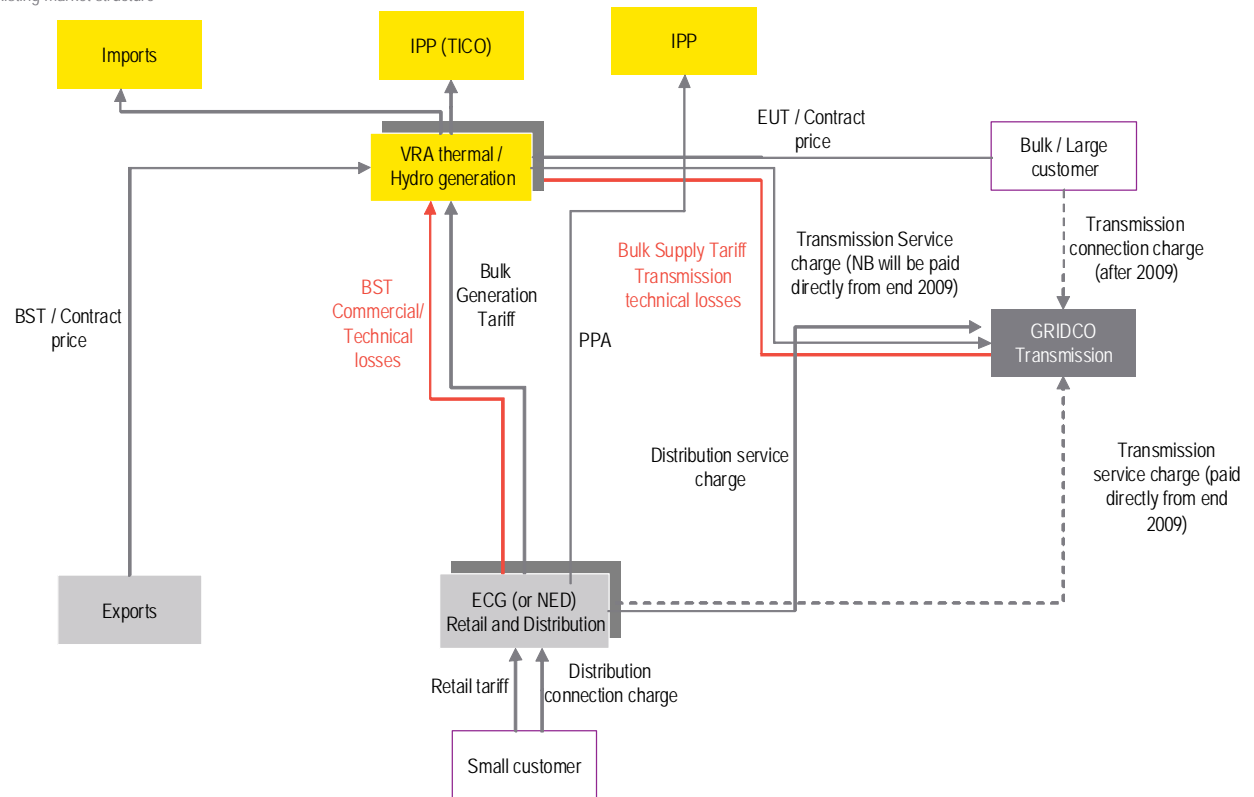 Imports
IPP (TICO)
IPP
VRA thermal /
Hydro generation
EUT / Contract
price
Bulk / Large
customer
BST / Contract
price
BST
Commercial/
Technical
losses
Bulk
Generation
Tariff
Bulk Supply Tariff
Transmission
technical losses
PPA
Transmission Service
charge (NB will be paid
directly from end 2009)
Transmission
connection charge
(after 2009)
GRIDCO
Transmission
Distribution service
charge
Transmission
service charge (paid
directly from end
2009)
Exports
ECG (or NED)
Retail and Distribution
Retail tariff
Distribution
connection charge
Small customer